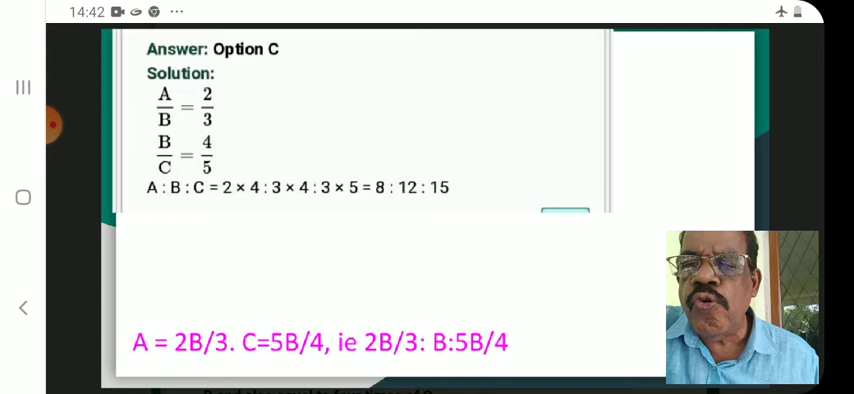 14:42
Answer: Option C
Solution:
A/B = 2/3
B/C = 4/5
A : B : C = 2 × 4 : 3 × 4 : 3 × 5 = 8 : 12 : 15
A = 2B/3. C=5B/4, ie 2B/3: B:5B/4